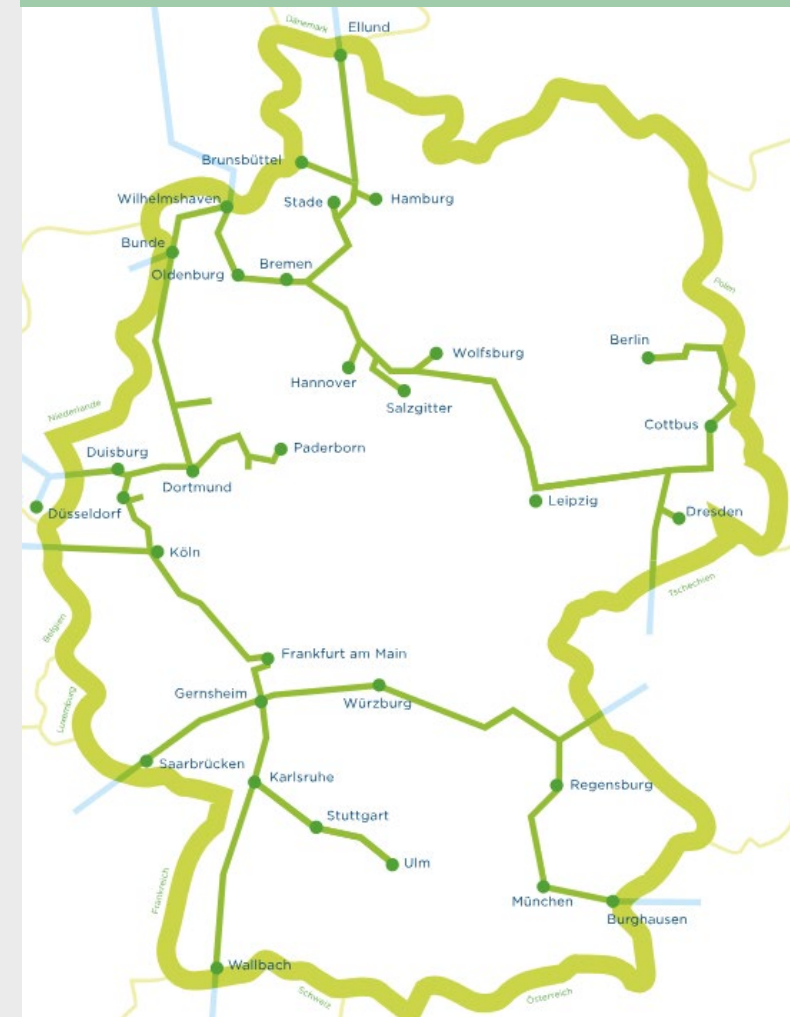 Dänemark
Ellund
Brunsbüttel
Wilhelmshaven
Stade
Hamburg
Bunde
Oldenburg
Bremen
Polen
Berlin
Wolfsburg
Hannover
Salzgitter
Niederlande
Cottbus
Duisburg
Paderborn
Dortmund
Leipzig
Düsseldorf
Dresden
Köln
Tschechien
Belgien
Frankfurt am Main
Luxemburg
Gernsheim
Würzburg
Saarbrücken
Karlsruhe
Regensburg
Stuttgart
Ulm
Frankreich
München
Burghausen
Wallbach
Schweiz
Österreich